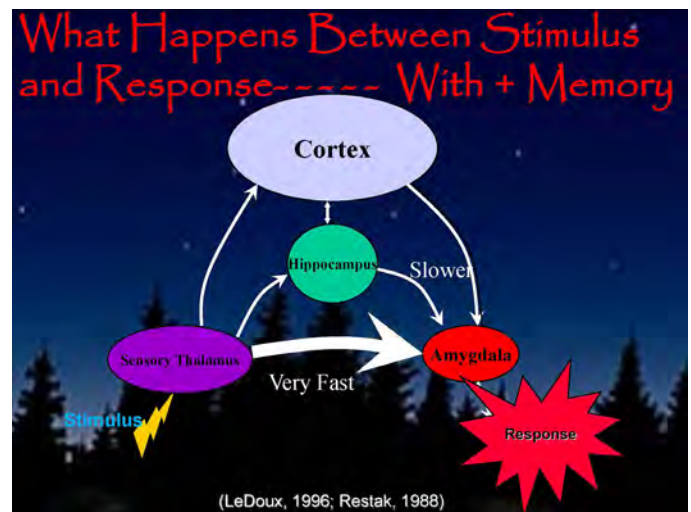 What Happens Between Stimulus
and Response----- With + Memory
Cortex
Hippocampus
Slower
Sensory Thalamus
Amygdala
Very Fast
Stimulus
Response
(LeDoux, 1996; Restak, 1988)